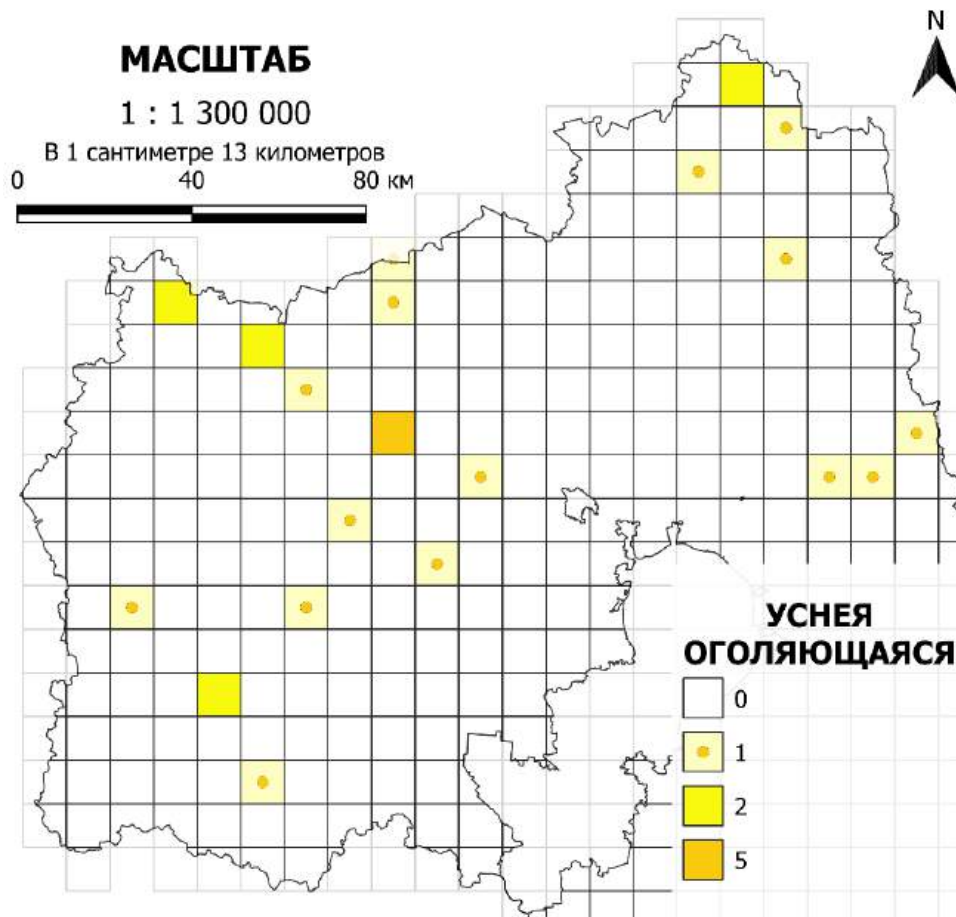 МАСШТАБ
1 : 1 300 000
В 1 сантиметре 13 километров
0 40 80 км
N
УСНЕЯ
ОГОЛЯЮЩАЯСЯ
0
1
2
5